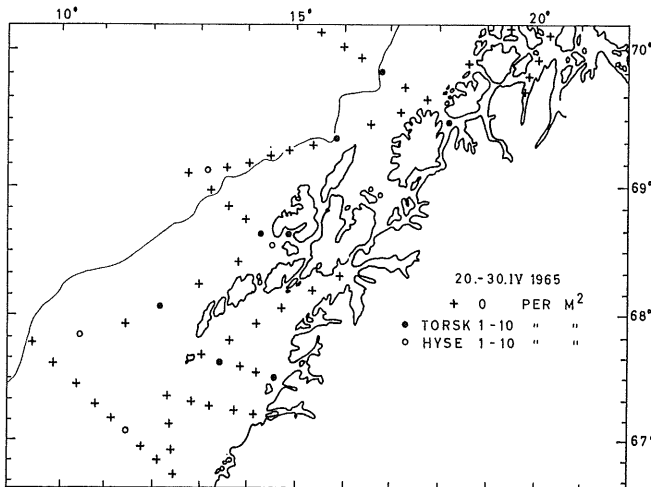 10° 15° 20°
70°
69°
20.-30.IV 1965
+ 0 PER M²
68°
● TORSK 1-10 " "
○ HYSE 1-10 " "
67°